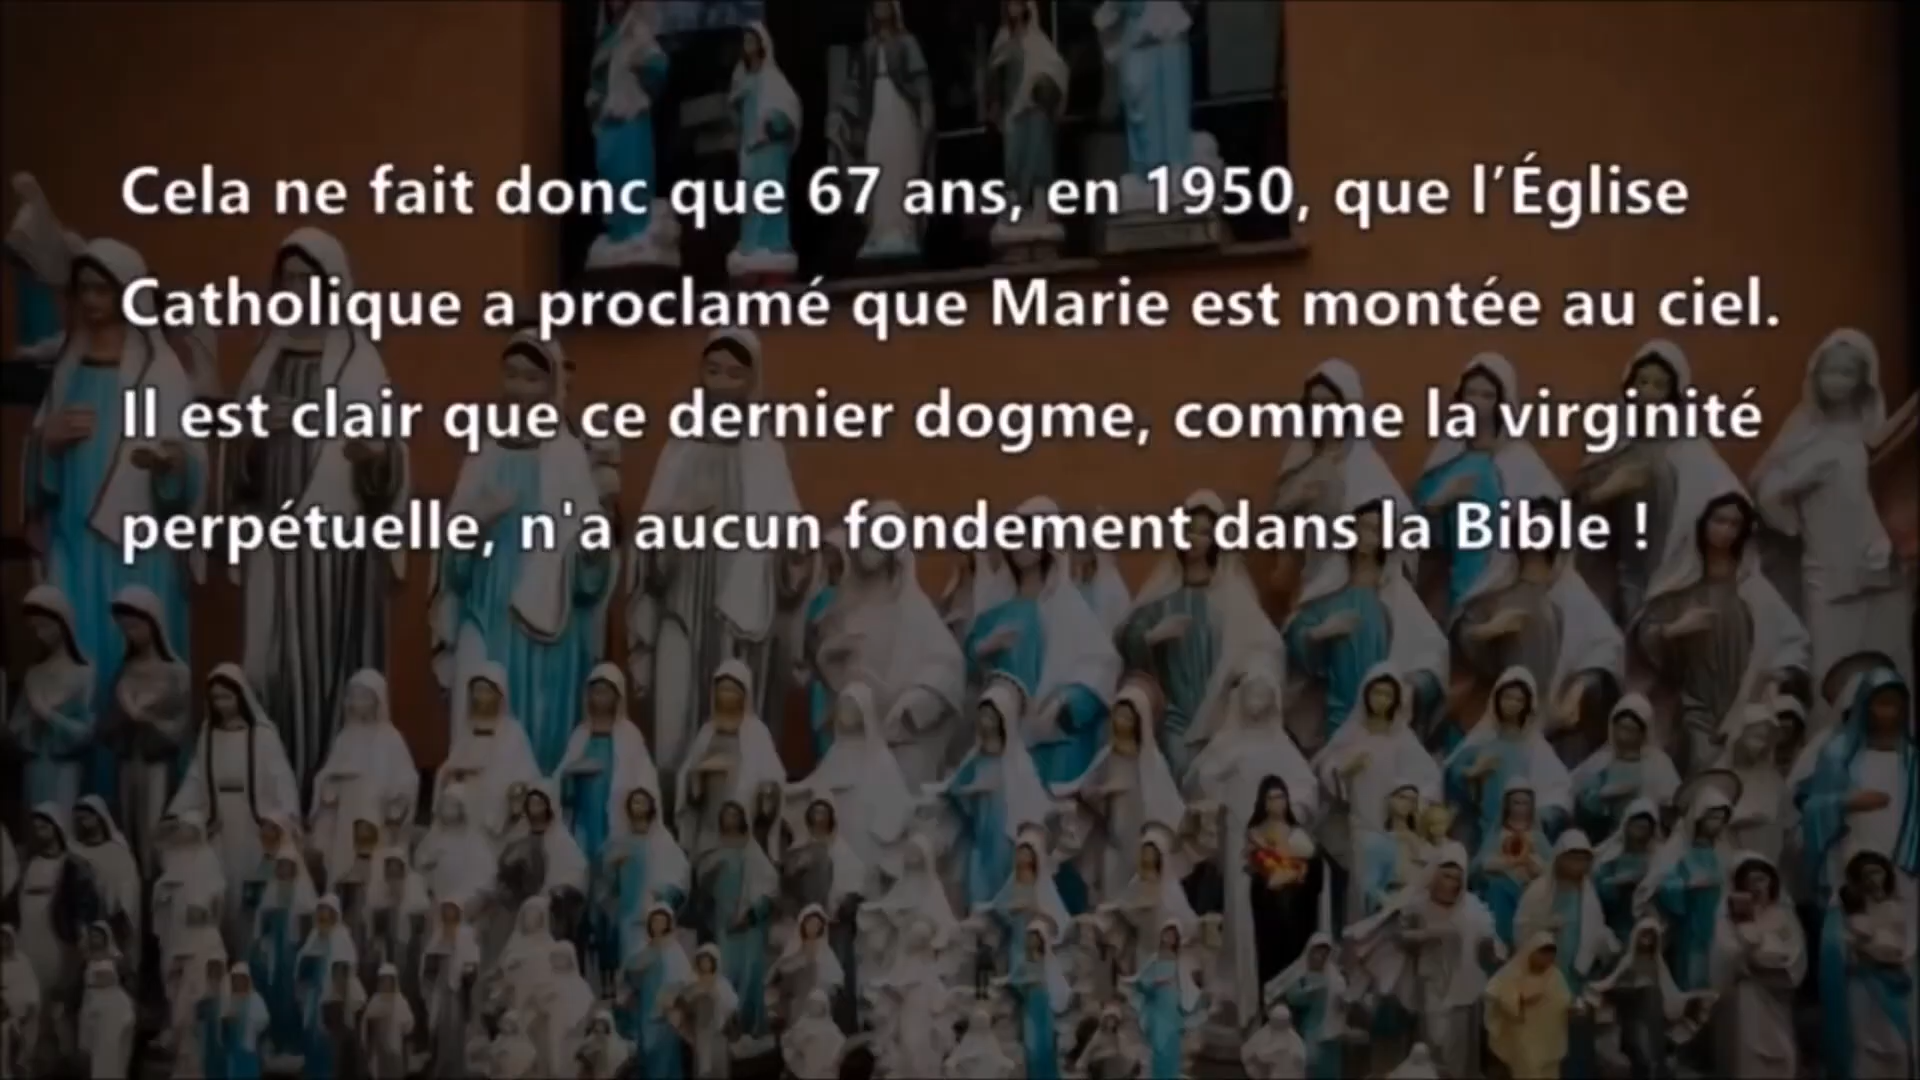 Cela ne fait donc que 67 ans, en 1950, que l´Église
Catholique a proclamé que Marie est montée au ciel.
Il est clair que ce dernier dogme, comme la virginité
perpétuelle, n'a aucun fondement dans la Bible !